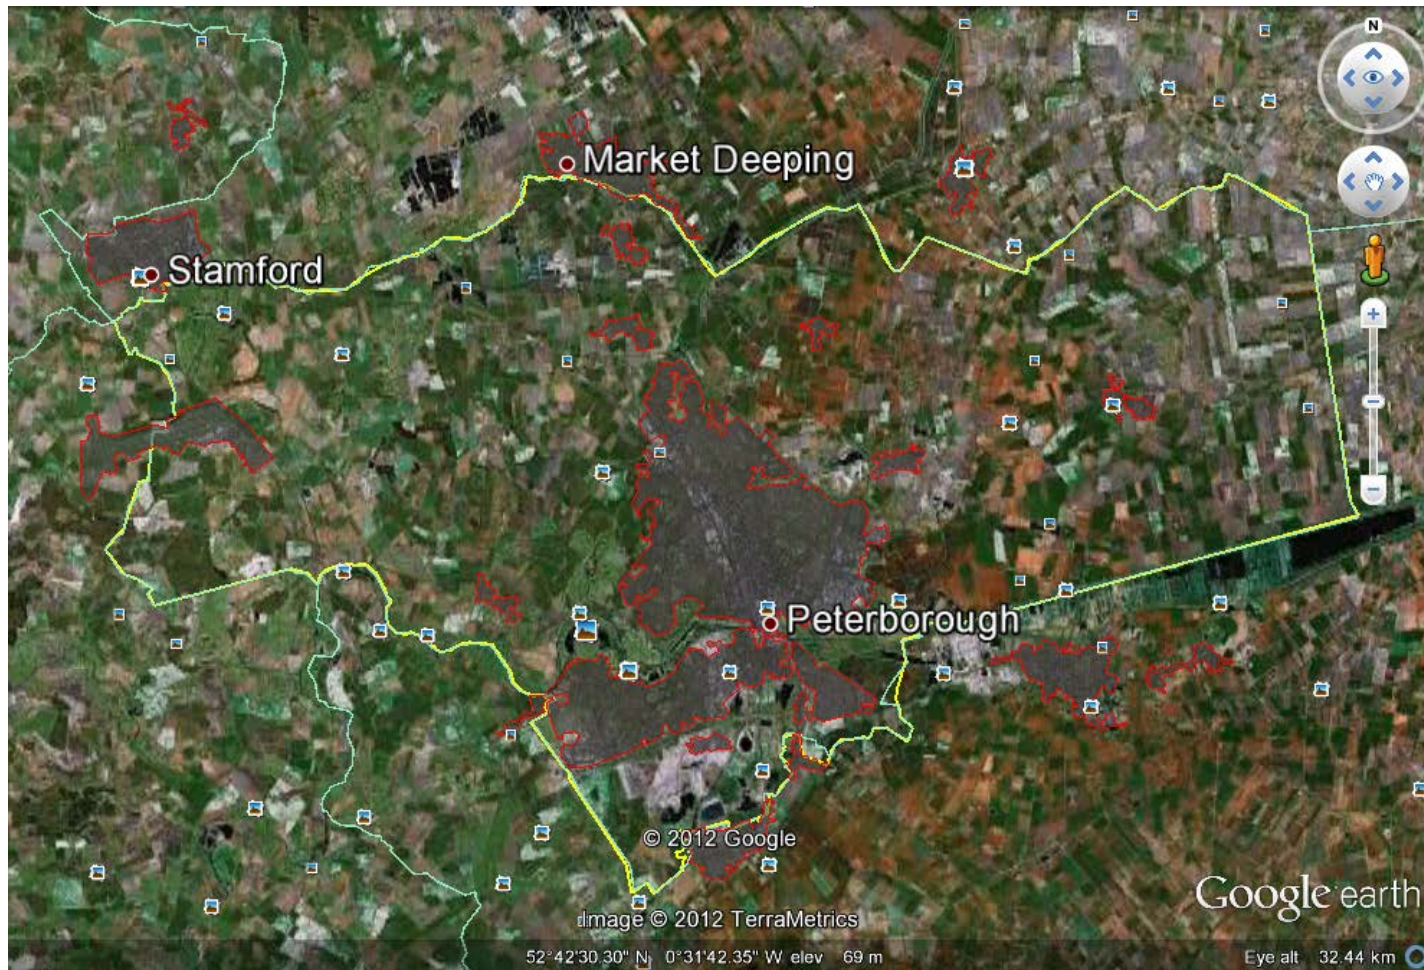 N
Market Deeping
Stamford
Peterborough
© 2012 Google
Image © 2012 TerraMetrics
Google earth
52°42'30.30" N 0°31'42.35" W elev 69 m
Eye alt 32.44 km